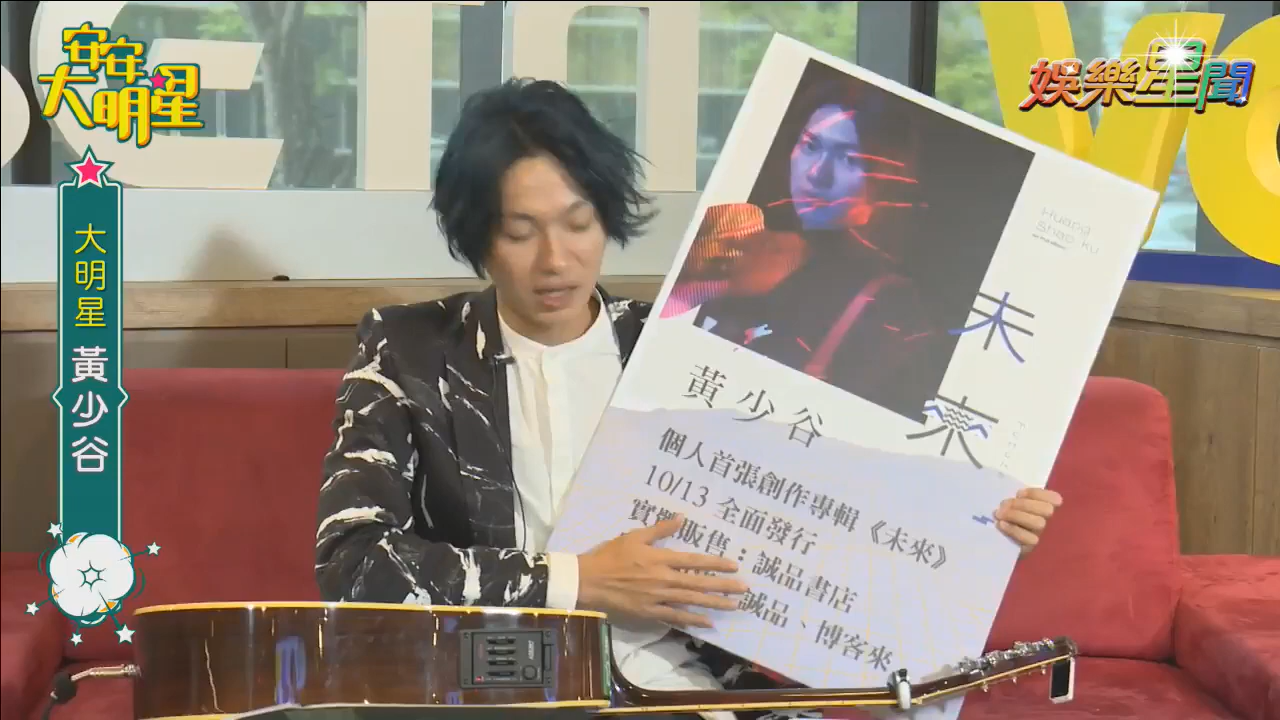 安安
大明星
娛樂星聞
大明星 黃少谷
Huang
Shao ku
未來
黃少谷
個人首張創作專輯《未來》
10/13 全面發行
實體販售：誠品書店
誠品、博客來